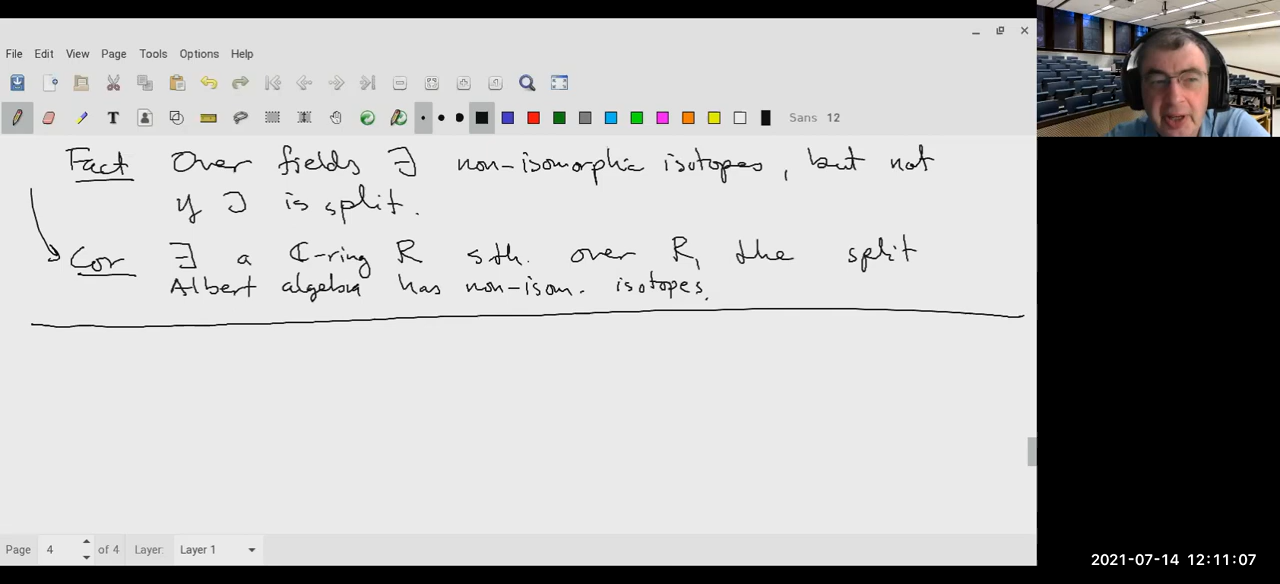 File Edit View Page Tools Options Help
Sans 12
Fact Over fields ∃ non-isomorphic isotopes, but not
if J is split.
Cor ∃ a ℂ-ring R s.th. over R, the split
Albert algebra has non-isom. isotopes.
Page 4 of 4 Layer: Layer 1
2021-07-14 12:11:07